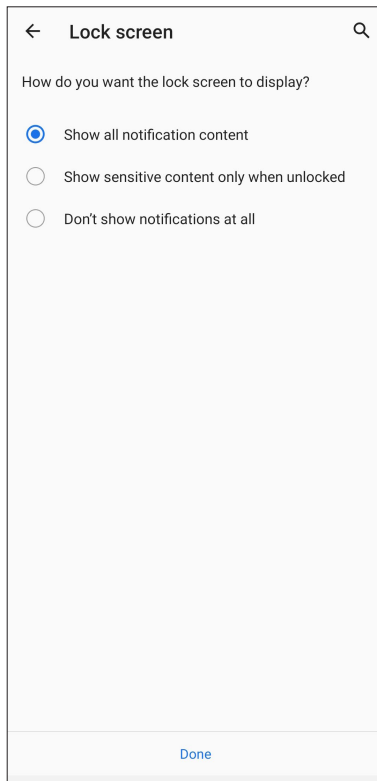 Lock screen
How do you want the lock screen to display?
Show all notification content
Show sensitive content only when unlocked
Don't show notifications at all
Done